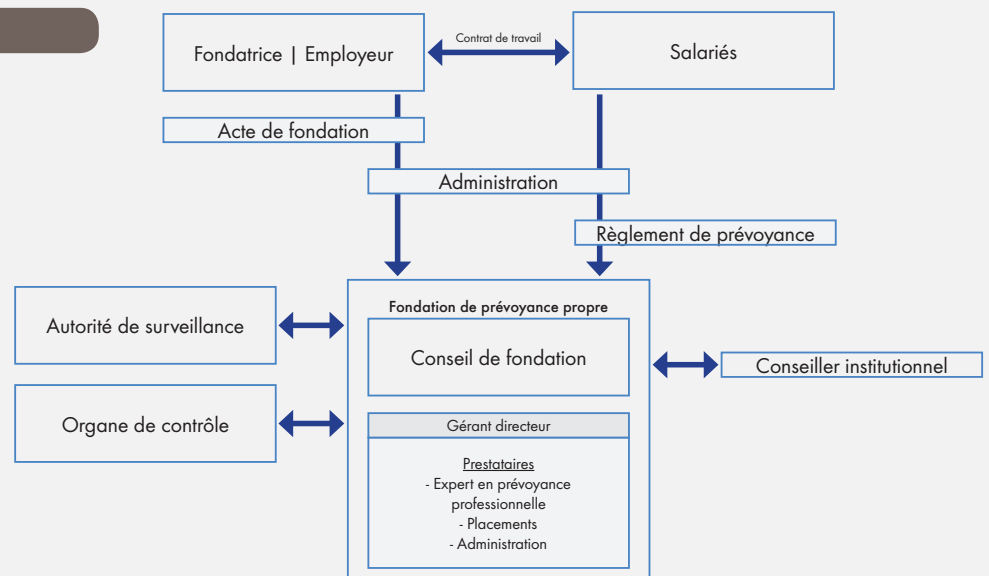 Fondatrice | Employeur
Contrat de travail
Salariés
Acte de fondation
Administration
Règlement de prévoyance
Autorité de surveillance
Organe de contrôle
Fondation de prévoyance propre
Conseil de fondation
Conseiller institutionnel
Gérant directeur
Prestataires
- Expert en prévoyance
professionnelle
- Placements
- Administration